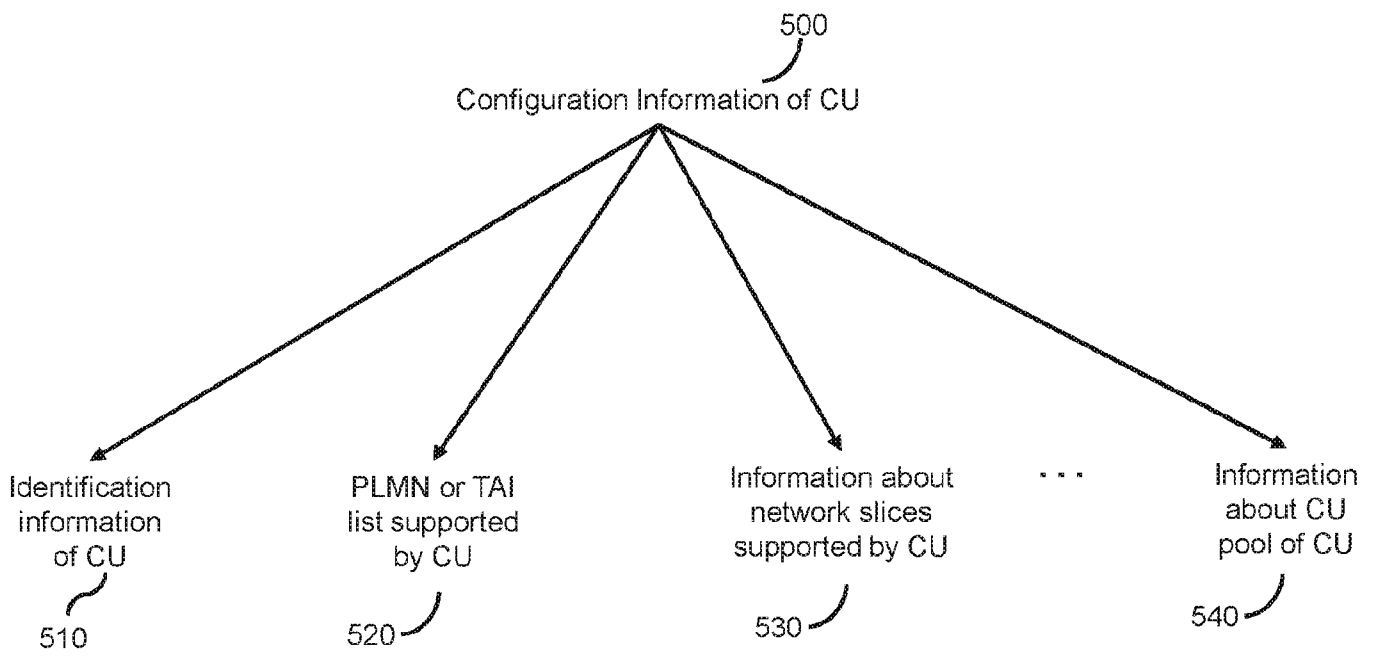 500
Configuration Information of CU
Identification
information
of CU
510
PLMN or TAI
list supported
by CU
520
Information about
network slices
supported by CU
530
. . .
Information
about CU
pool of CU
540